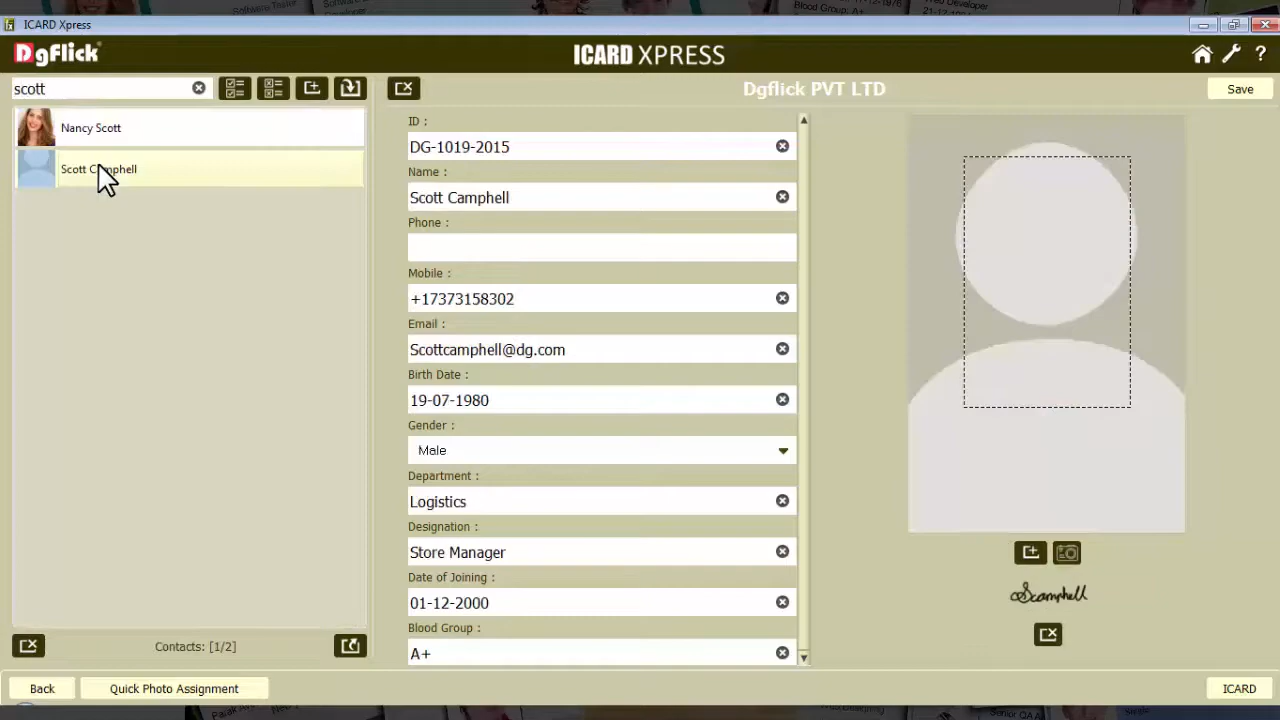 ICARD Xpress
DgFlick
ICARD XPRESS
?
scott
Dgflick PVT LTD
Save
Nancy Scott
Scott Camphell
ID :
DG-1019-2015
Name :
Scott Camphell
Phone :
Mobile :
+17373158302
Email :
Scottcamphell@dg.com
Birth Date :
19-07-1980
Gender :
Male
Department :
Logistics
Designation :
Store Manager
Date of Joining :
01-12-2000
Blood Group :
A+
Scamphell
Contacts: [1/2]
Back
Quick Photo Assignment
ICARD